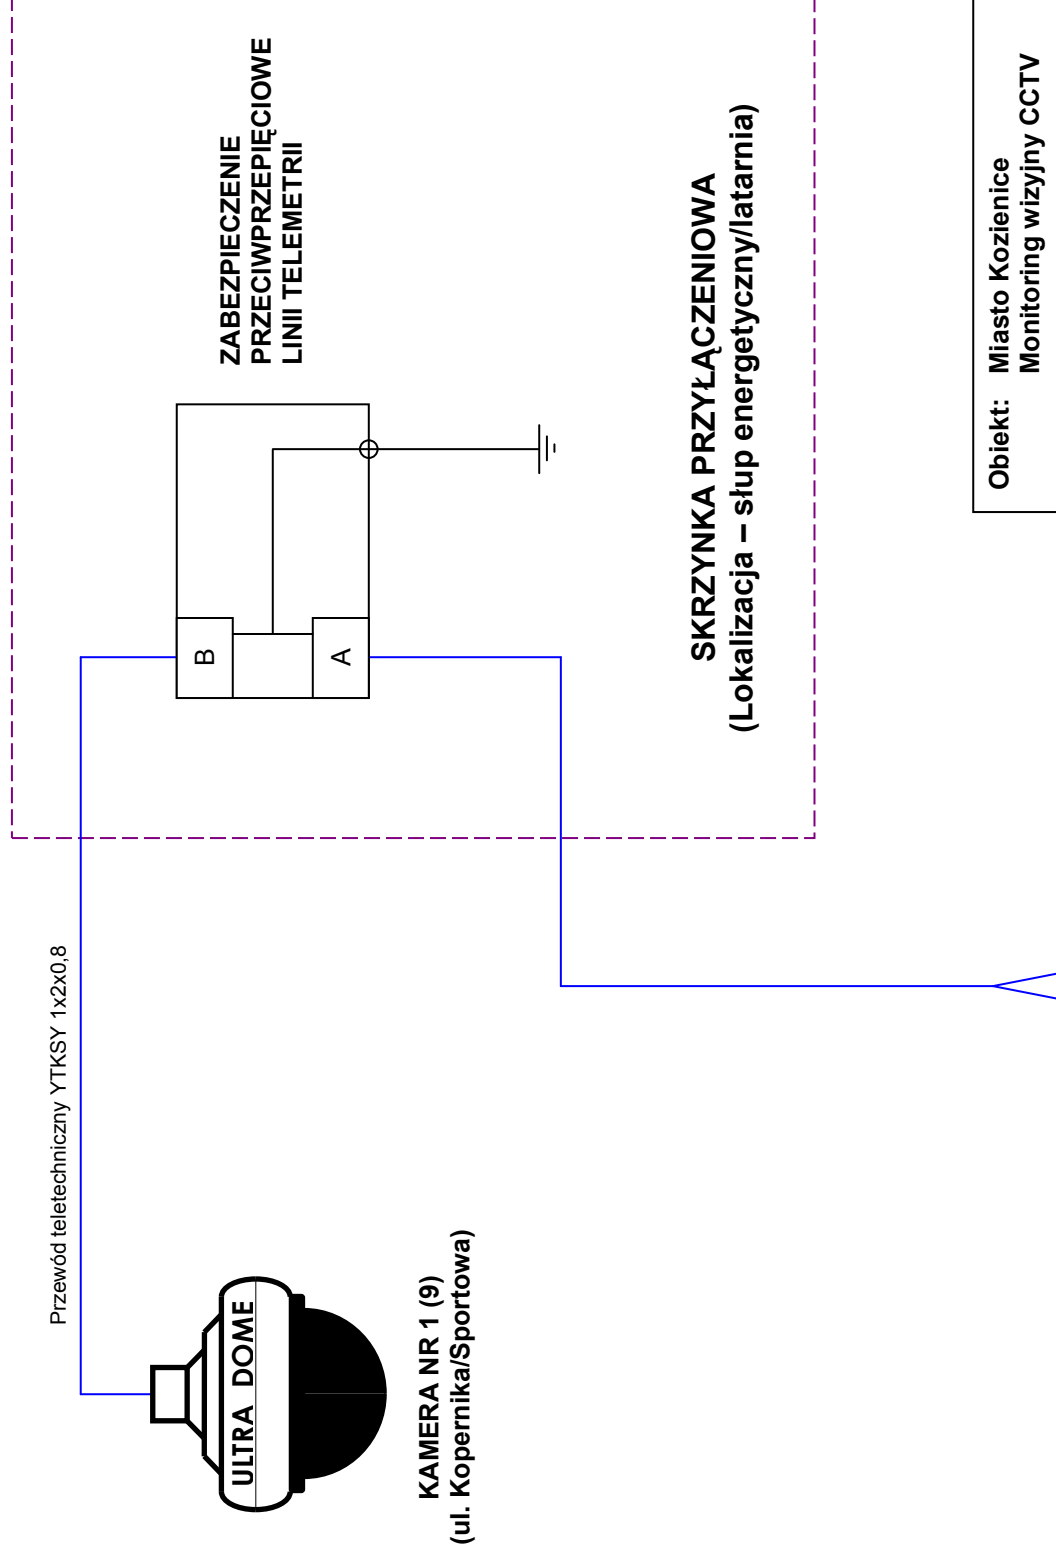 ZABEZPIECZENIE
PRZECIWPRZEPIĘCIOWE
LINII TELEMETRII
B
A
SKRZYNKA PRZYŁĄCZENIOWA
(Lokalizacja – słup energetyczny/latarnia)
Przewód teletechniczny YTKSY 1x2x0,8
ULTRA DOME
KAMERA NR 1 (9)
(ul. Kopernika/Sportowa)
Obiekt: Miasto Kozienice
Monitoring wizyjny CCTV